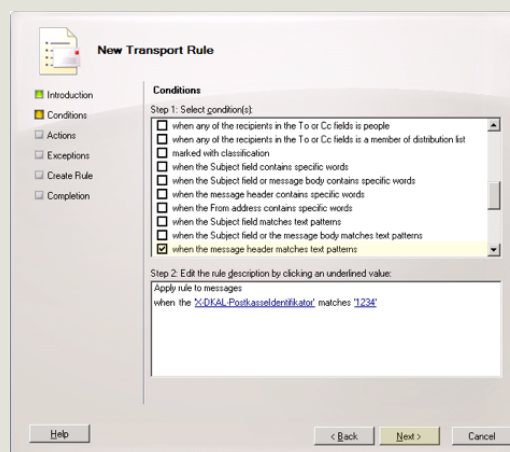 New Transport Rule
Introduction
Conditions
Actions
Exceptions
Create Rule
Completion
Conditions
Step 1: Select condition(s):
when any of the recipients in the To or Cc fields is people
when any of the recipients in the To or Cc fields is a member of distribution list
marked with classification
when the Subject field contains specific words
when the Subject field or message body contains specific words
when the message header contains specific words
when the From address contains specific words
when the Subject field matches text patterns
when the Subject field or the message body matches text patterns
when the message header matches text patterns
Step 2: Edit the rule description by clicking an underlined value:
Apply rule to messages
when the 'X-DKAL-PostkasseIdentifikator' matches '1234'
Help
< Back
Next >
Cancel